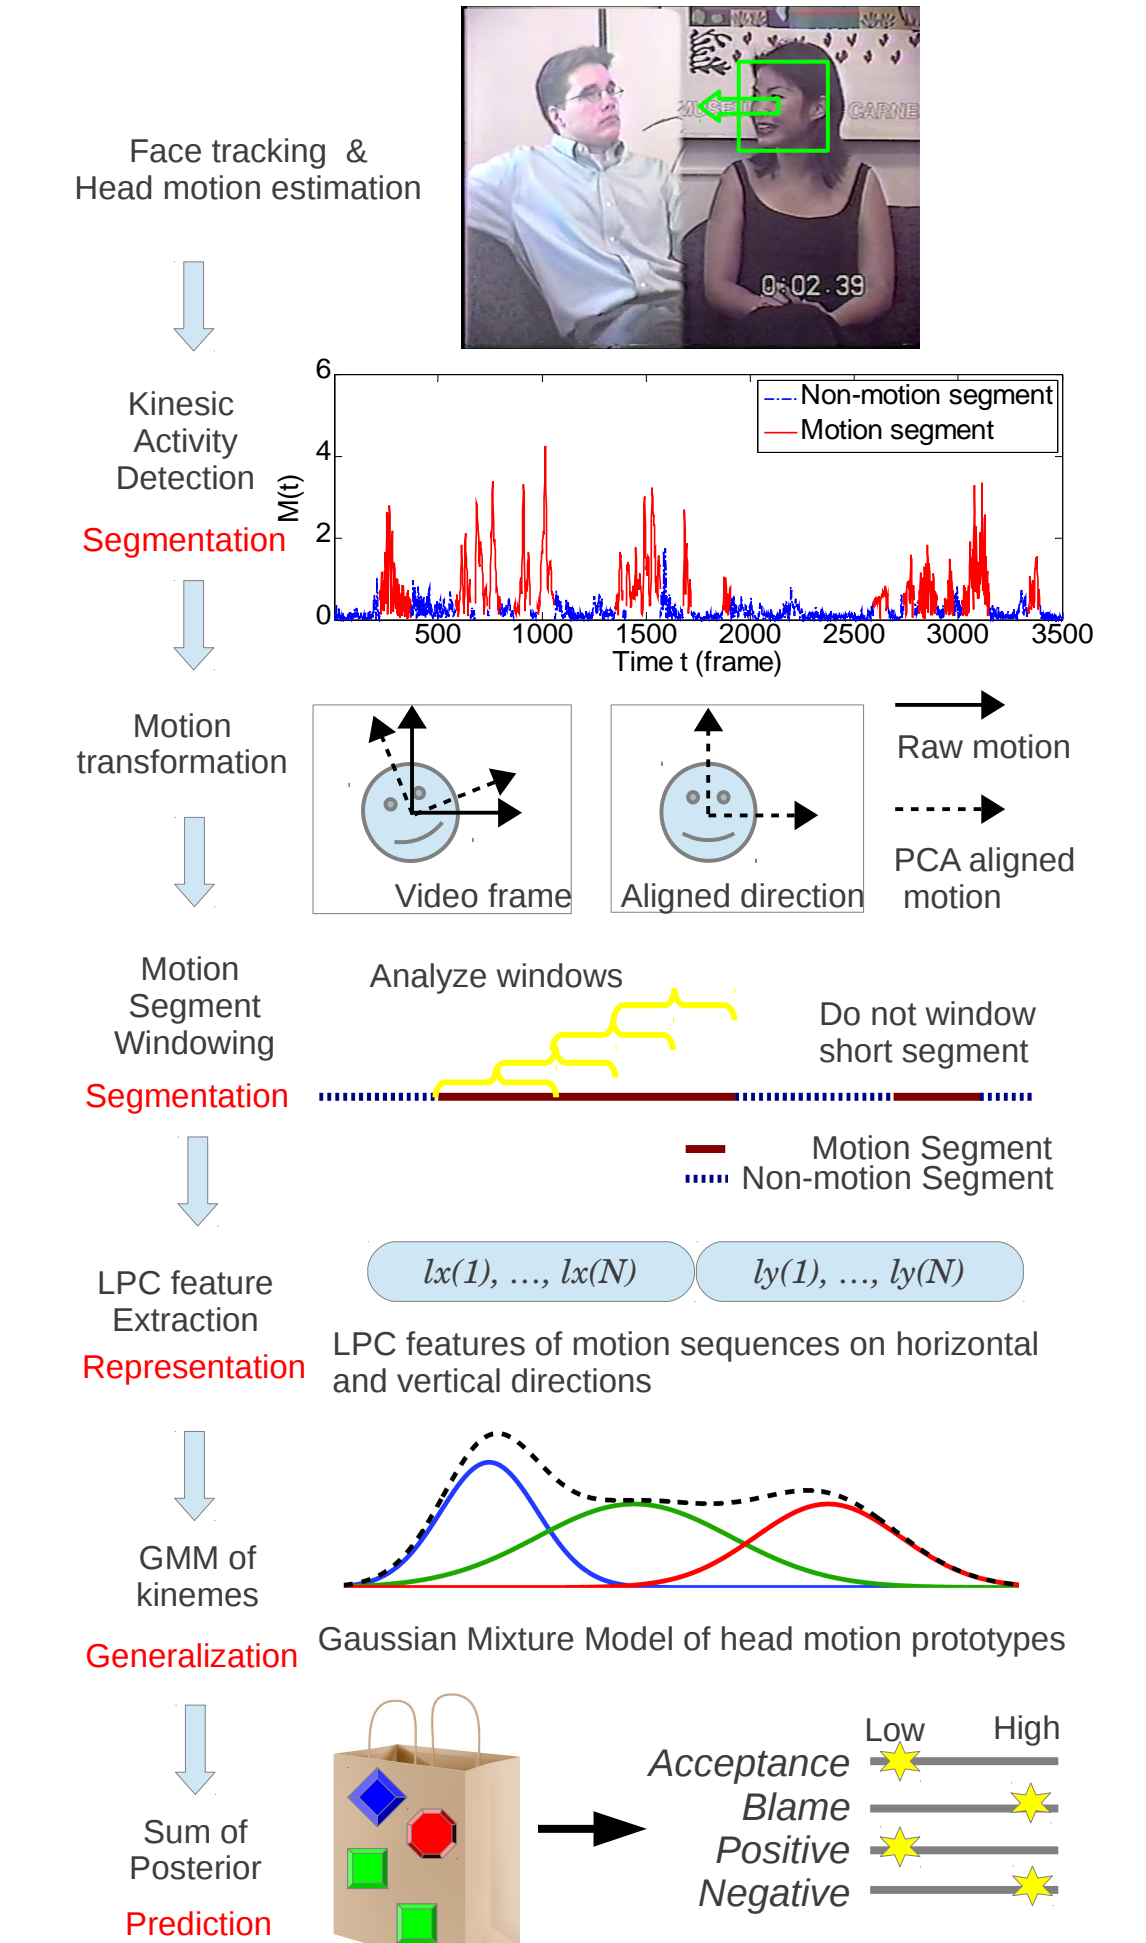 Face tracking &
Head motion estimation
MUSE
CARNE
0:02.39
Kinesic
Activity
Detection
Segmentation
M(t)
6
4
2
0
Non-motion segment
Motion segment
500 1000 1500 2000 2500 3000 3500
Time t (frame)
Motion
transformation
Video frame
Aligned direction
Raw motion
PCA aligned
motion
Motion
Segment
Windowing
Segmentation
Analyze windows
Do not window
short segment
Motion Segment
Non-motion Segment
LPC feature
Extraction
Representation
lx(1), ..., lx(N)
ly(1), ..., ly(N)
LPC features of motion sequences on horizontal
and vertical directions
GMM of
kinemes
Generalization
Gaussian Mixture Model of head motion prototypes
Sum of
Posterior
Prediction
Low High
Acceptance
Blame
Positive
Negative